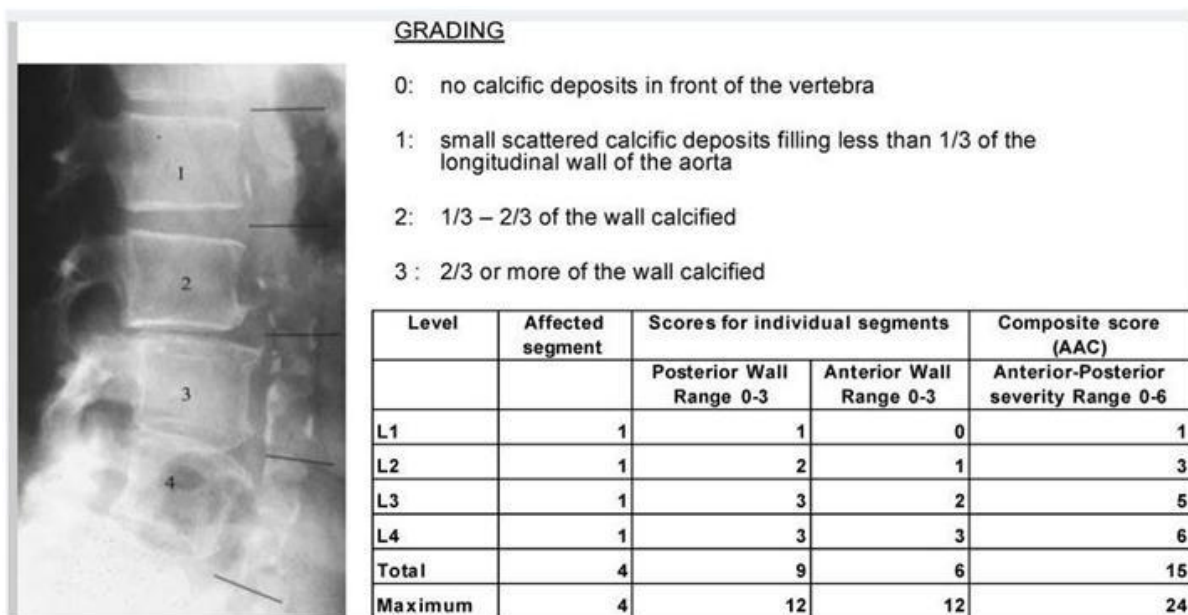 GRADING
0: no calcific deposits in front of the vertebra
1: small scattered calcific deposits filling less than 1/3 of the
longitudinal wall of the aorta
2: 1/3 – 2/3 of the wall calcified
3 : 2/3 or more of the wall calcified
1
2
3
4
Level Affected segment Scores for individual segments Composite score (AAC)
Posterior Wall Range 0-3 Anterior Wall Range 0-3 Anterior-Posterior severity Range 0-6
L1 1 1 0 1
L2 1 2 1 3
L3 1 3 2 5
L4 1 3 3 6
Total 4 9 6 15
Maximum 4 12 12 24